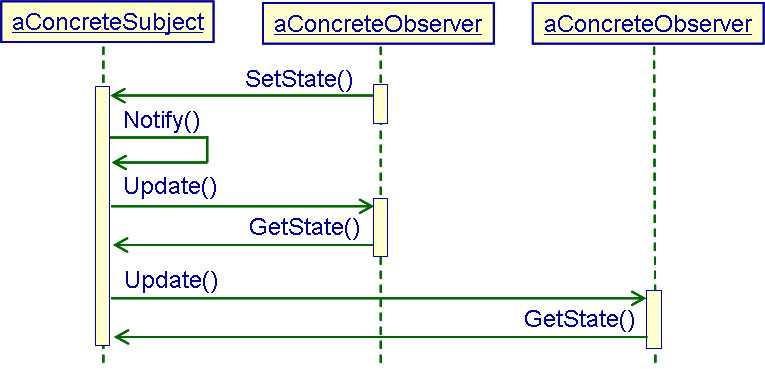 aConcreteSubject
aConcreteObserver
aConcreteObserver
SetState()
Notify()
Update()
GetState()
Update()
GetState()